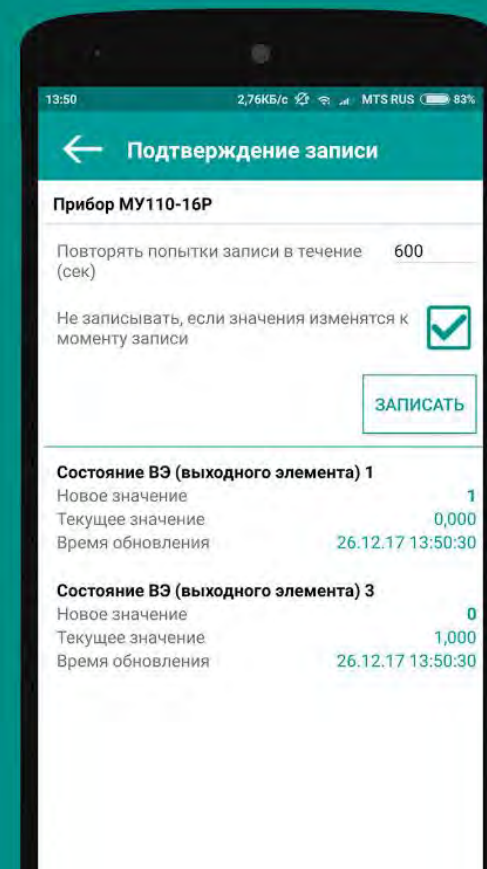 13:50 2,76КБ/с MTS RUS 83%
Подтверждение записи
Прибор МУ110-16Р
Повторять попытки записи в течение 600
(сек)
Не записывать, если значения изменятся к
моменту записи
ЗАПИСАТЬ
Состояние ВЭ (выходного элемента) 1
Новое значение 1
Текущее значение 0,000
Время обновления 26.12.17 13:50:30
Состояние ВЭ (выходного элемента) 3
Новое значение 0
Текущее значение 1,000
Время обновления 26.12.17 13:50:30